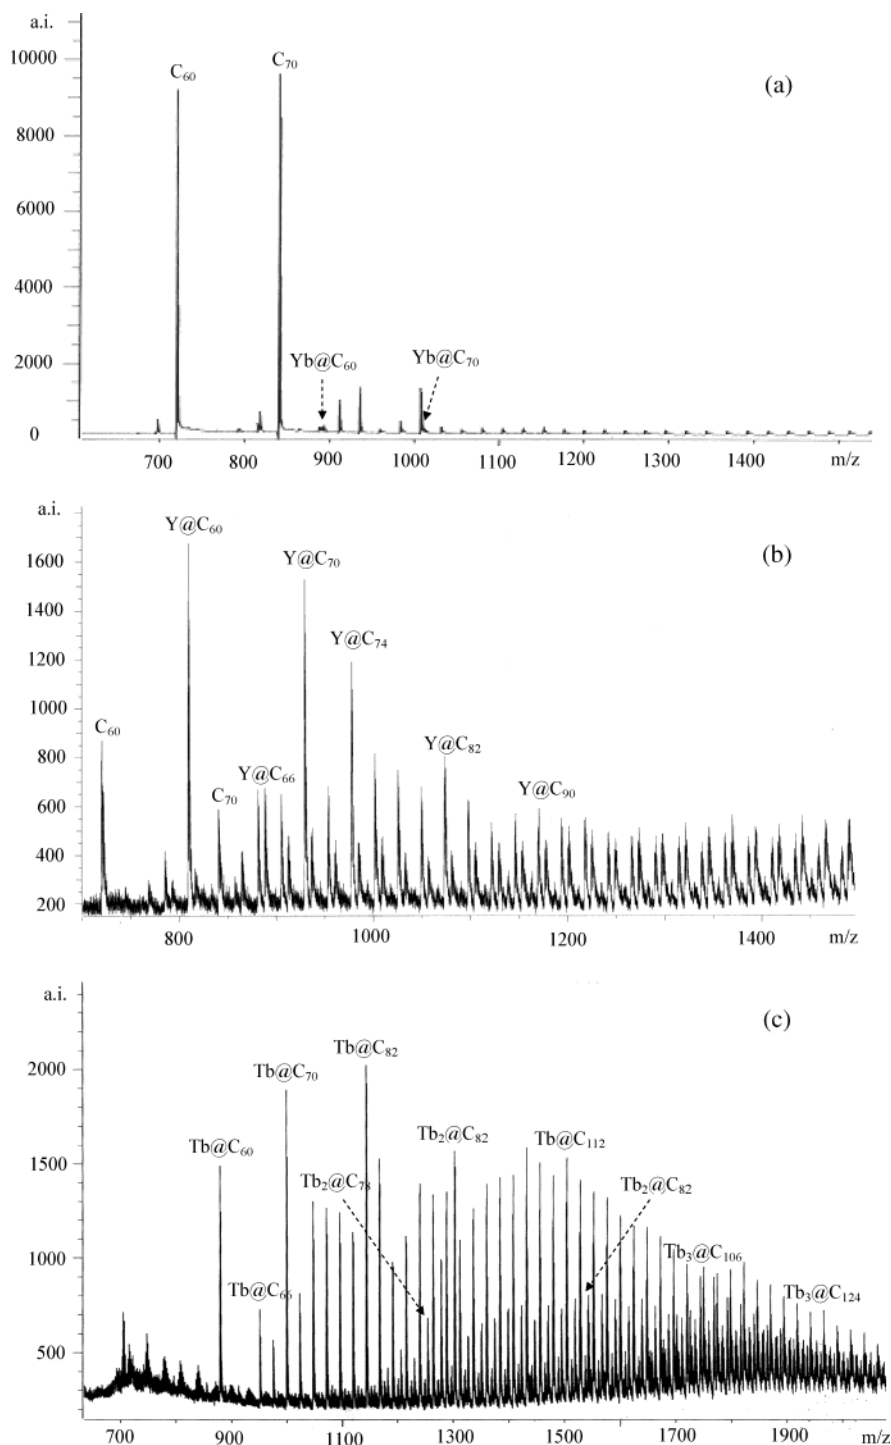 a.i.
10000
8000
6000
4000
2000
0
C₆₀
C₇₀
(a)
Yb@C₆₀
Yb@C₇₀
700 800 900 1000 1100 1200 1300 1400 m/z
a.i.
1600
1400
1200
1000
800
600
400
200
Y@C₆₀
Y@C₇₀
(b)
Y@C₇₄
C₆₀
Y@C₈₂
Y@C₆₆
C₇₀
Y@C₉₀
800 1000 1200 1400 m/z
a.i.
2000
1500
1000
500
(c)
Tb@C₈₂
Tb@C₇₀
Tb@C₆₀
Tb₂@C₈₂
Tb@C₁₁₂
Tb₂@C₇₈
Tb₂@C₈₂
Tb₃@C₁₀₆
Tb@C₆₆
Tb₃@C₁₂₄
700 900 1100 1300 1500 1700 1900 m/z